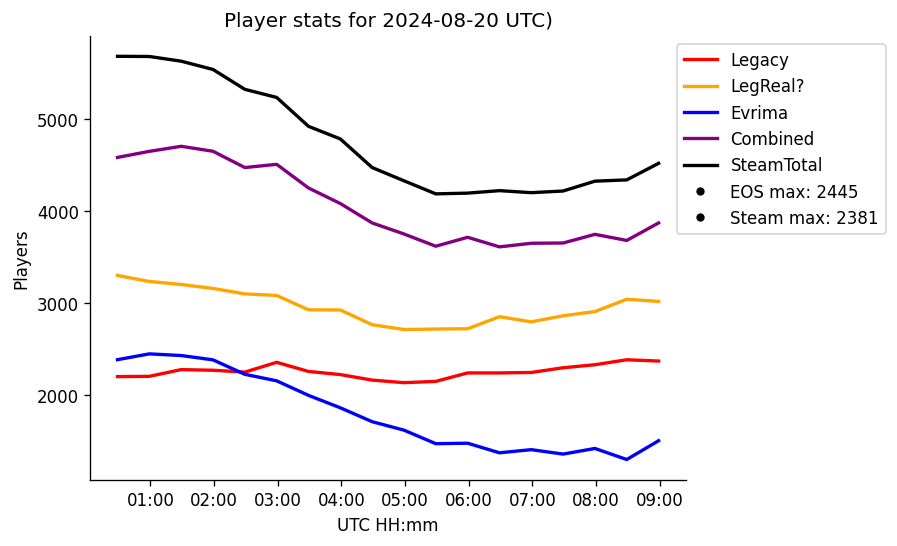 Player stats for 2024-08-20 UTC)
Legacy
LegReal?
Evrima
Combined
SteamTotal
EOS max: 2445
Steam max: 2381
Players
5000
4000
3000
2000
01:00 02:00 03:00 04:00 05:00 06:00 07:00 08:00 09:00
UTC HH:mm